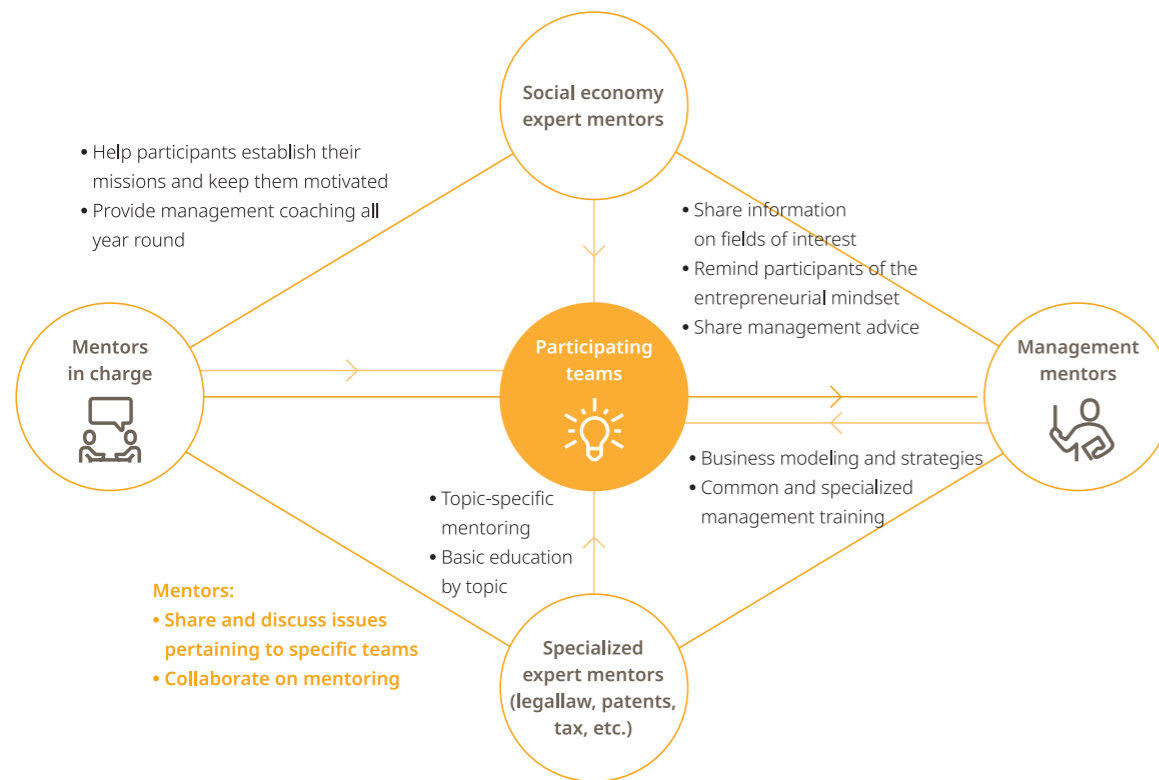 Social economy
expert mentors
• Help participants establish their
missions and keep them motivated
• Provide management coaching all
year round
• Share information
on fields of interest
• Remind participants of the
entrepreneurial mindset
• Share management advice
Mentors
in charge
Participating
teams
Management
mentors
• Business modeling and strategies
• Common and specialized
management training
• Topic-specific
mentoring
• Basic education
by topic
Mentors:
• Share and discuss issues
pertaining to specific teams
• Collaborate on mentoring
Specialized
expert mentors
(legallaw, patents,
tax, etc.)